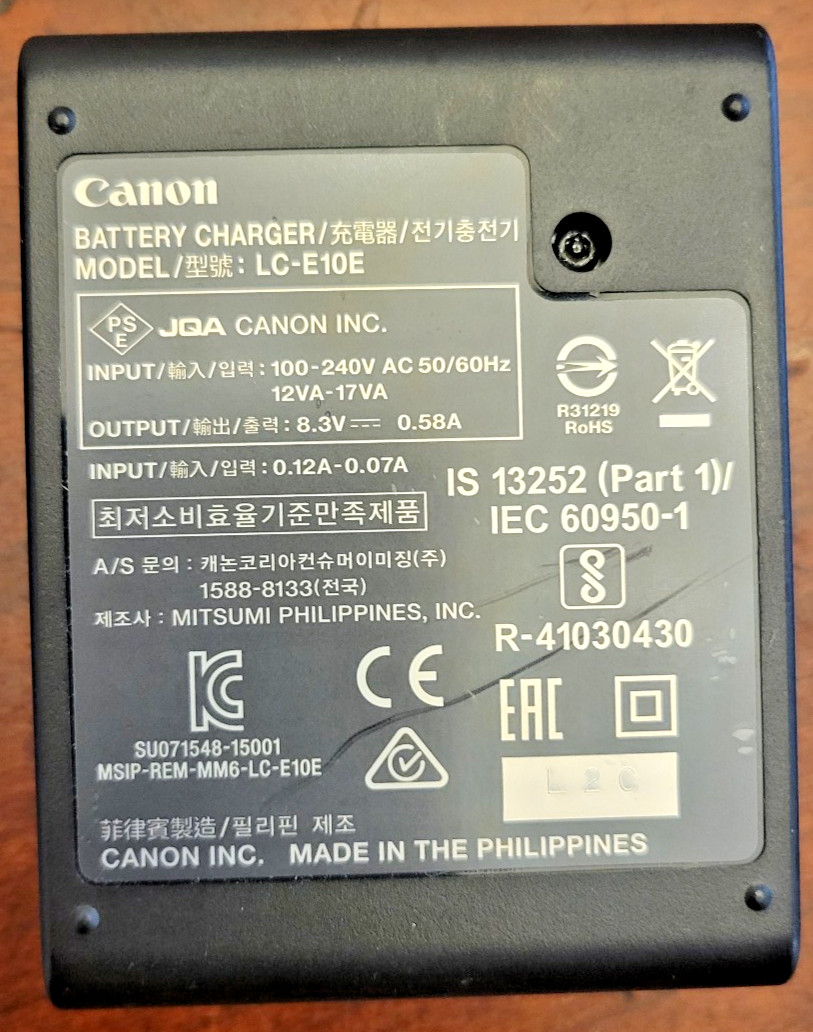 Canon
BATTERY CHARGER/充電器/전기충전기
MODEL/型號: LC-E10E
PS
E
JQA CANON INC.
INPUT/輸入/입력: 100-240V AC 50/60Hz
12VA-17VA
OUTPUT/輸出/출력: 8.3V⎓ 0.58A
INPUT/輸入/입력: 0.12A-0.07A
최저소비효율기준만족제품
A/S 문의 : 캐논코리아컨슈머이미징(주)
1588-8133(전국)
제조사 : MITSUMI PHILIPPINES, INC.
R31219
RoHS
IS 13252 (Part 1)/
IEC 60950-1
R-41030430
KC
SU071548-15001
MSIP-REM-MM6-LC-E10E
CE
EAC
L 2 C
菲律賓製造/필리핀 제조
CANON INC. MADE IN THE PHILIPPINES